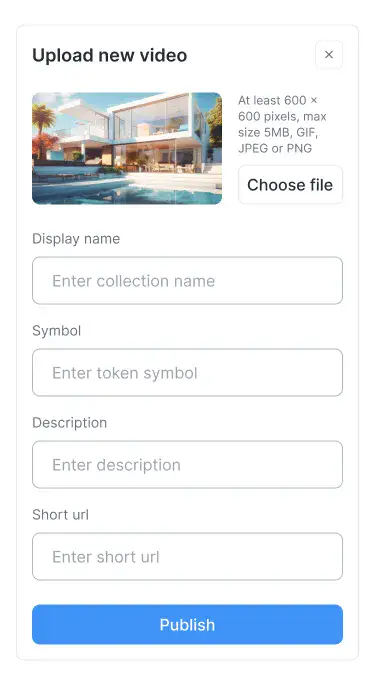 Upload new video
At least 600 ×
600 pixels, max
size 5MB, GIF,
JPEG or PNG
Choose file
Display name
Enter collection name
Symbol
Enter token symbol
Description
Enter description
Short url
Enter short url
Publish